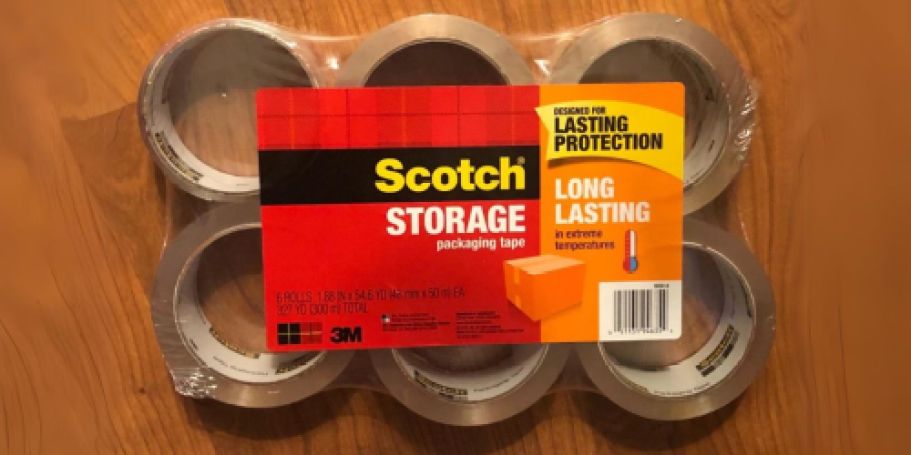 DESIGNED FOR
LASTING
PROTECTION
Scotch®
STORAGE
packaging tape
LONG
LASTING
in extreme
temperatures
6 ROLLS, 1.88 IN x 54.6 YD (48 mm x 50 m) EA
327 YD (300 m) TOTAL
3M